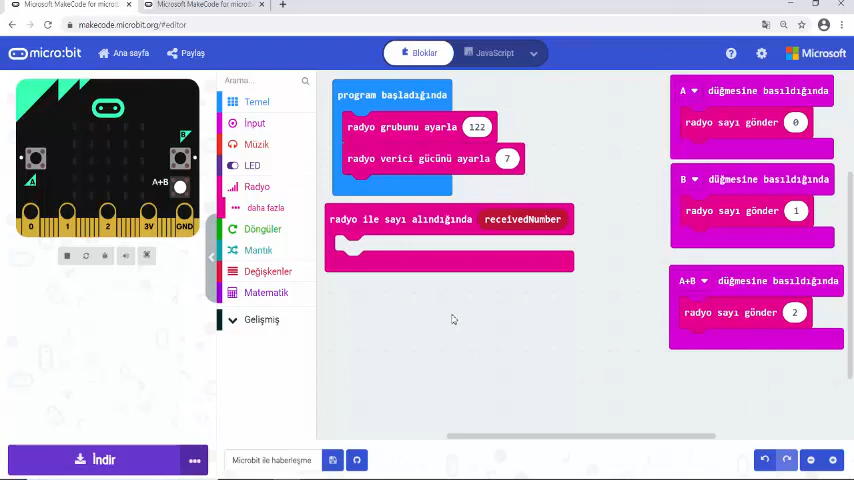 Microsoft MakeCode for micro:b
Microsoft MakeCode for micro:bit
makecode.microbit.org/#editor
micro:bit
Ana sayfa
Paylaş
Bloklar
JavaScript
Microsoft
Arama...
Temel
Input
Müzik
LED
Radyo
daha fazla
Döngüler
Mantık
Değişkenler
Matematik
Gelişmiş
B
A
A+B
0 1 2 3V GND
program başladığında
radyo grubunu ayarla 122
radyo verici gücünü ayarla 7
radyo ile sayı alındığında receivedNumber
A düğmesine basıldığında
radyo sayı gönder 0
B düğmesine basıldığında
radyo sayı gönder 1
A+B düğmesine basıldığında
radyo sayı gönder 2
İndir
Microbit ile haberleşme